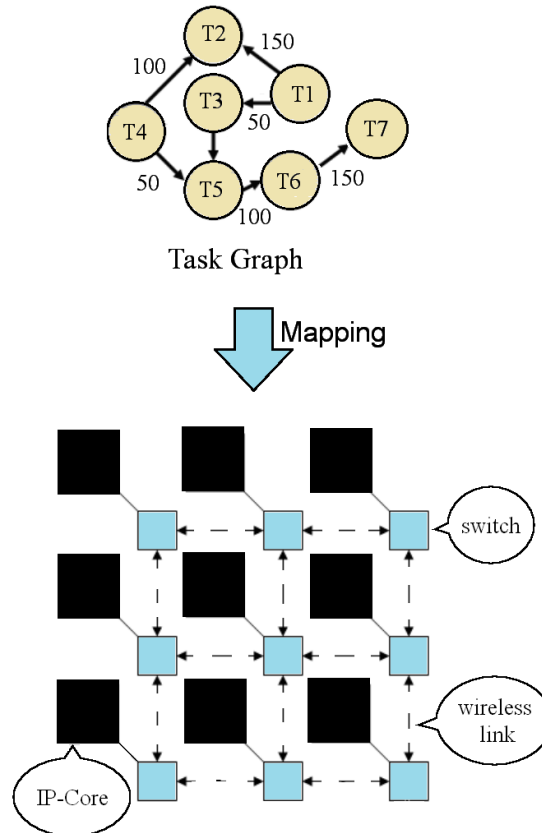 T2
150
100
T1
T3
50
T4
T7
50
T6
T5
150
100
Task Graph
Mapping
switch
wireless
link
IP-Core